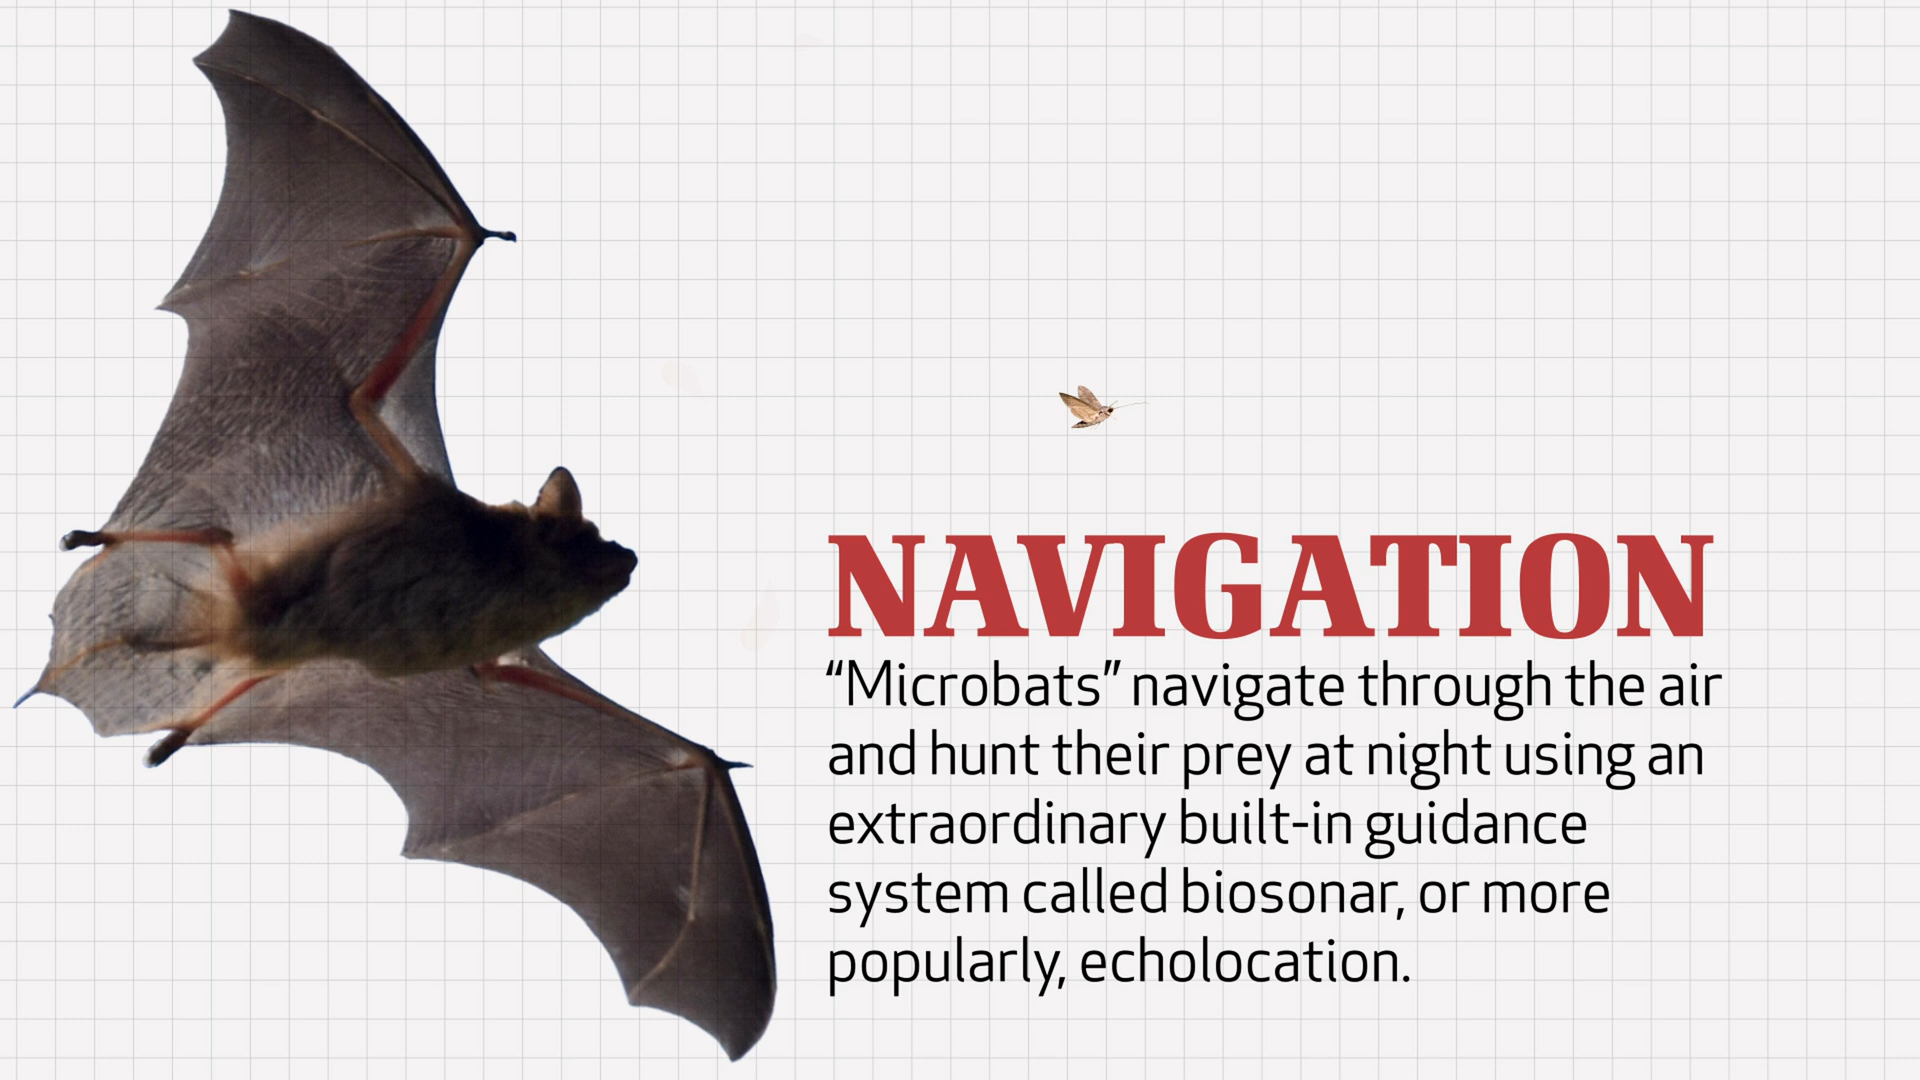 NAVIGATION
“Microbats” navigate through the air
and hunt their prey at night using an
extraordinary built-in guidance
system called biosonar, or more
popularly, echolocation.